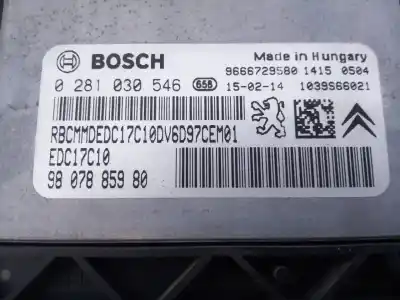 BOSCH
Made in Hungary
9666729580 1415 0504
0 281 030 546 656 15-02-14 1039S66021
RBCMMDEDC17C10DV6D97CEM01
EDC17C10
98 078 859 80